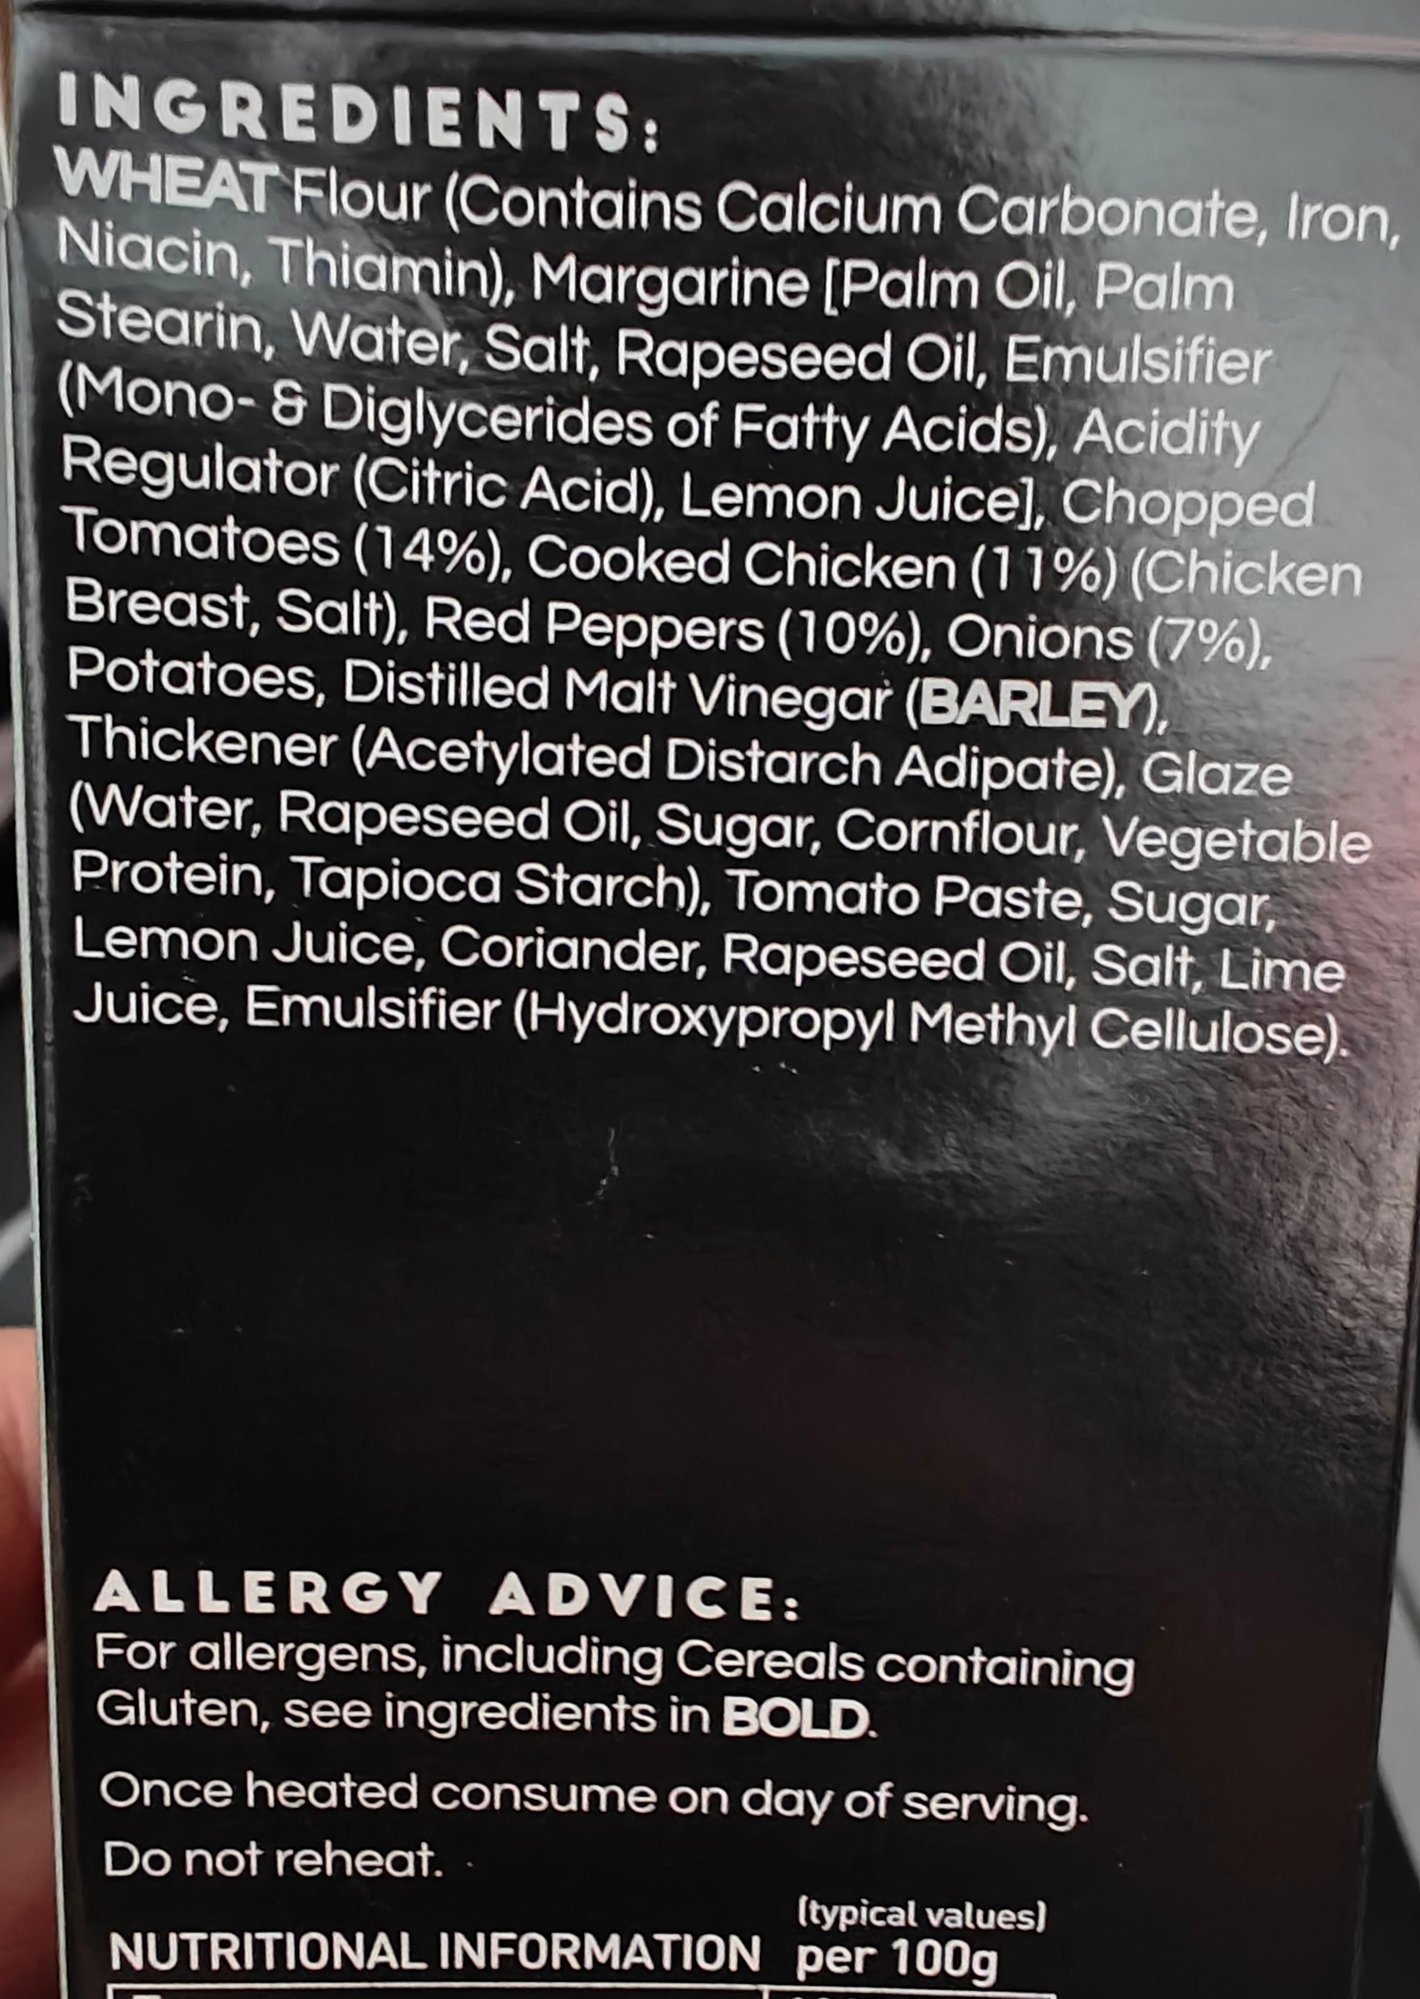 INGREDIENTS:
WHEAT Flour (Contains Calcium Carbonate, Iron,
Niacin, Thiamin), Margarine [Palm Oil, Palm
Stearin, Water, Salt, Rapeseed Oil, Emulsifier
(Mono- & Diglycerides of Fatty Acids), Acidity
Regulator (Citric Acid), Lemon Juice], Chopped
Tomatoes (14%), Cooked Chicken (11%) (Chicken
Breast, Salt), Red Peppers (10%), Onions (7%),
Potatoes, Distilled Malt Vinegar (BARLEY),
Thickener (Acetylated Distarch Adipate), Glaze
(Water, Rapeseed Oil, Sugar, Cornflour, Vegetable
Protein, Tapioca Starch), Tomato Paste, Sugar,
Lemon Juice, Coriander, Rapeseed Oil, Salt, Lime
Juice, Emulsifier (Hydroxypropyl Methyl Cellulose).
ALLERGY ADVICE:
For allergens, including Cereals containing
Gluten, see ingredients in BOLD.
Once heated consume on day of serving.
Do not reheat.
(typical values)
NUTRITIONAL INFORMATION per 100g